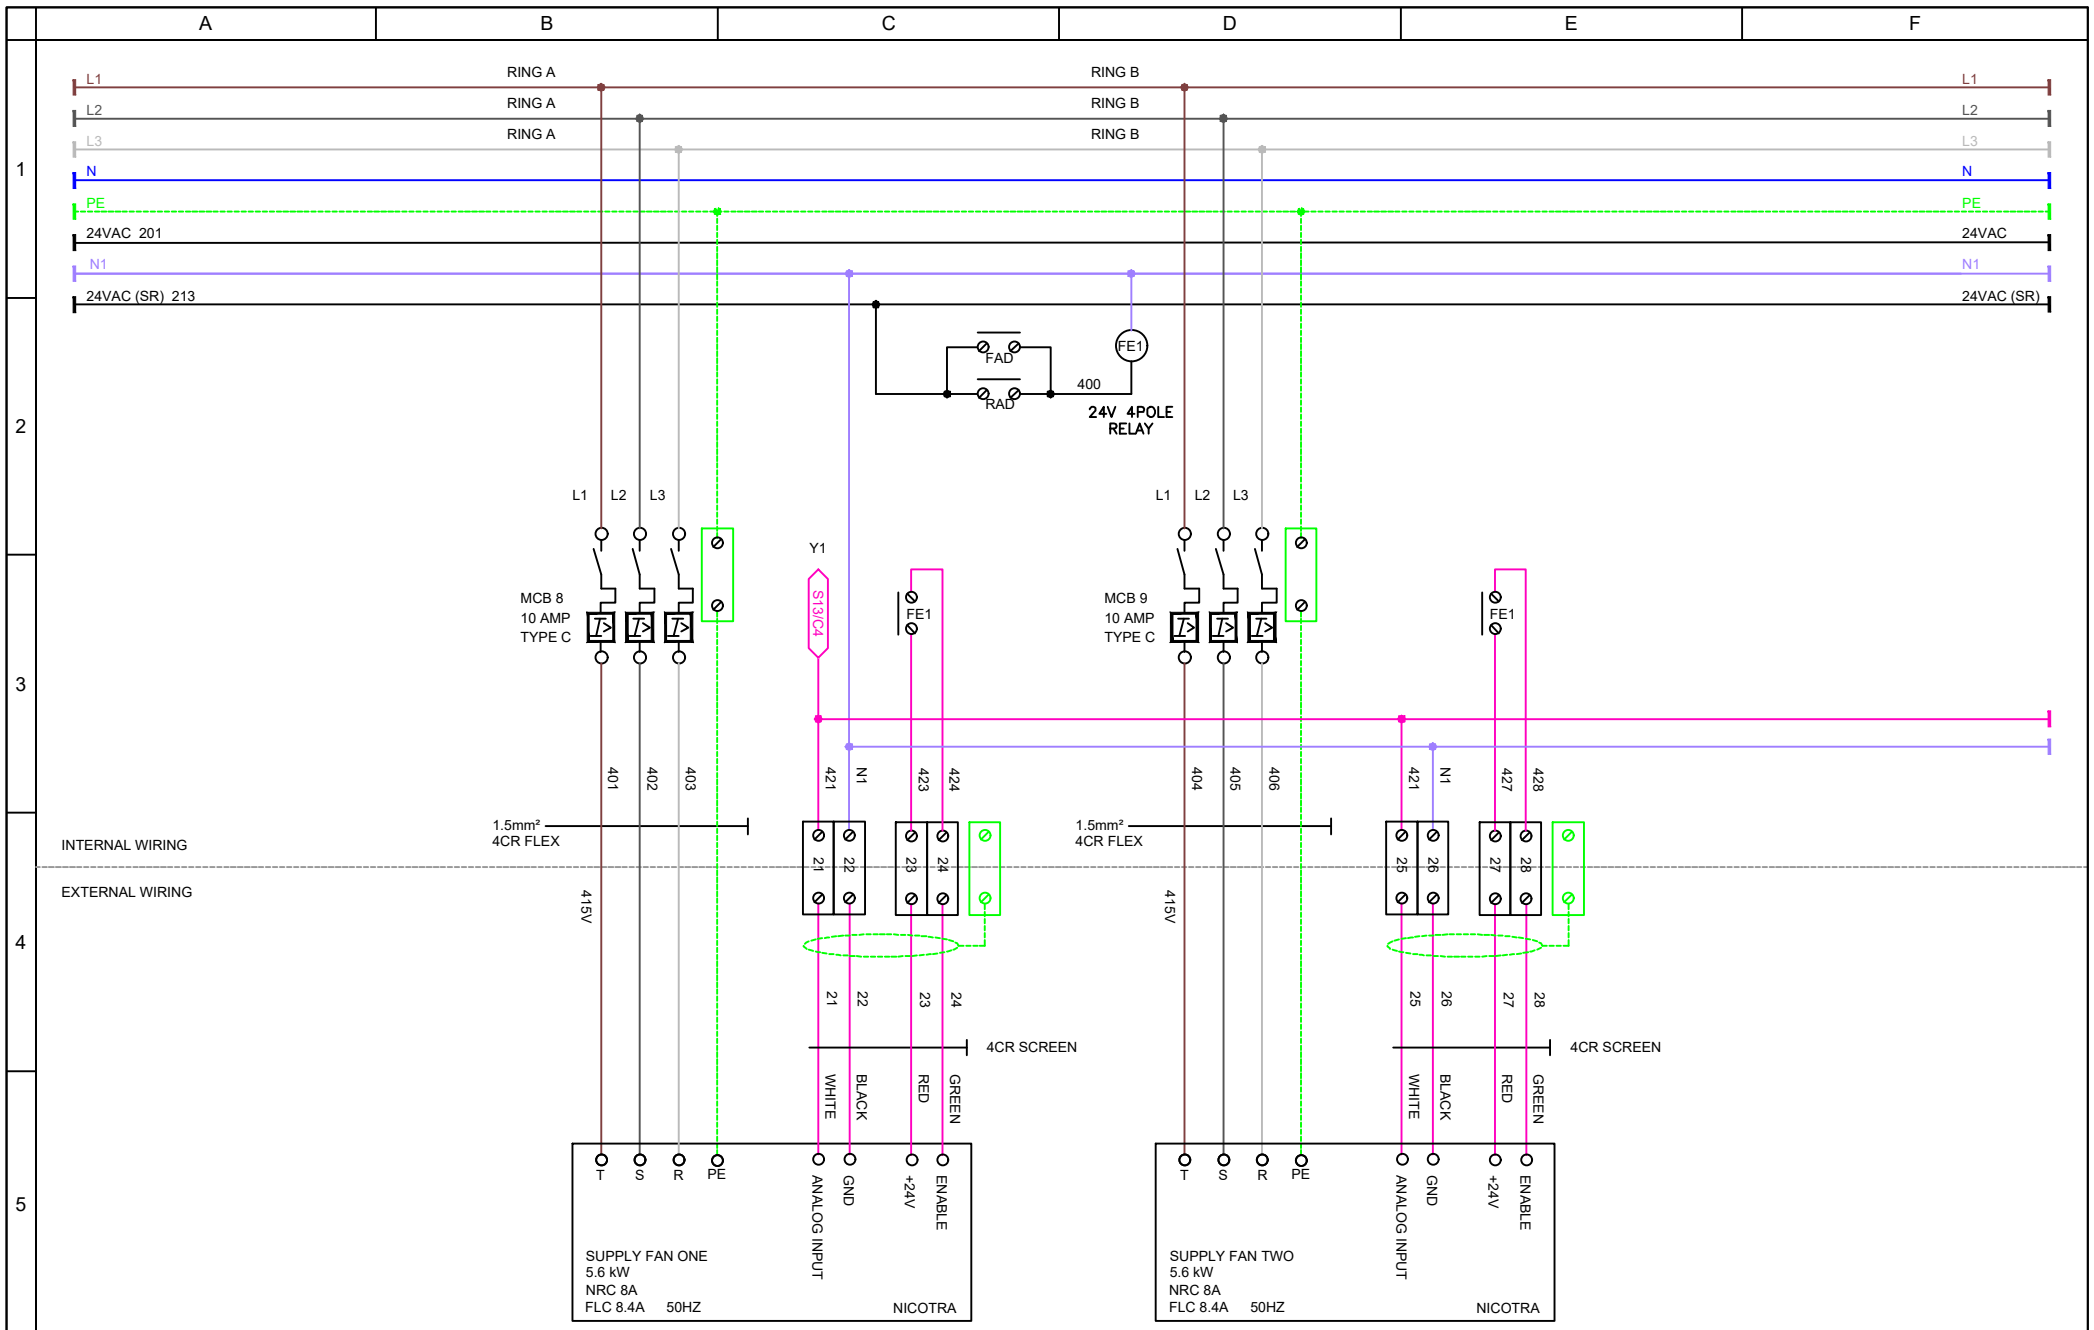 A B C D E F
L1 RING A RING B L1
L2 RING A RING B L2
L3 RING A RING B L3
1
N N
PE PE
24VAC 201 24VAC
N1 N1
24VAC (SR) 213 24VAC (SR)
FAD
FE1
RAD
400
24V 4POLE
RELAY
2
L1 L2 L3
L1 L2 L3
Y1
S13/C4
MCB 8
10 AMP
TYPE C
FE1
MCB 9
10 AMP
TYPE C
FE1
3
401 402 403 421 N1 423 424
404 405 406 421 N1 427 428
1.5mm²
4CR FLEX
1.5mm²
4CR FLEX
INTERNAL WIRING
21 22 23 24
25 26 27 28
EXTERNAL WIRING
415V
415V
4
21 22 23 24
25 26 27 28
4CR SCREEN
4CR SCREEN
WHITE BLACK RED GREEN
WHITE BLACK RED GREEN
T S R PE
ANALOG INPUT
GND
+24V
ENABLE
T S R PE
ANALOG INPUT
GND
+24V
ENABLE
5
SUPPLY FAN ONE
5.6 kW
NRC 8A
FLC 8.4A 50HZ
NICOTRA
SUPPLY FAN TWO
5.6 kW
NRC 8A
FLC 8.4A 50HZ
NICOTRA